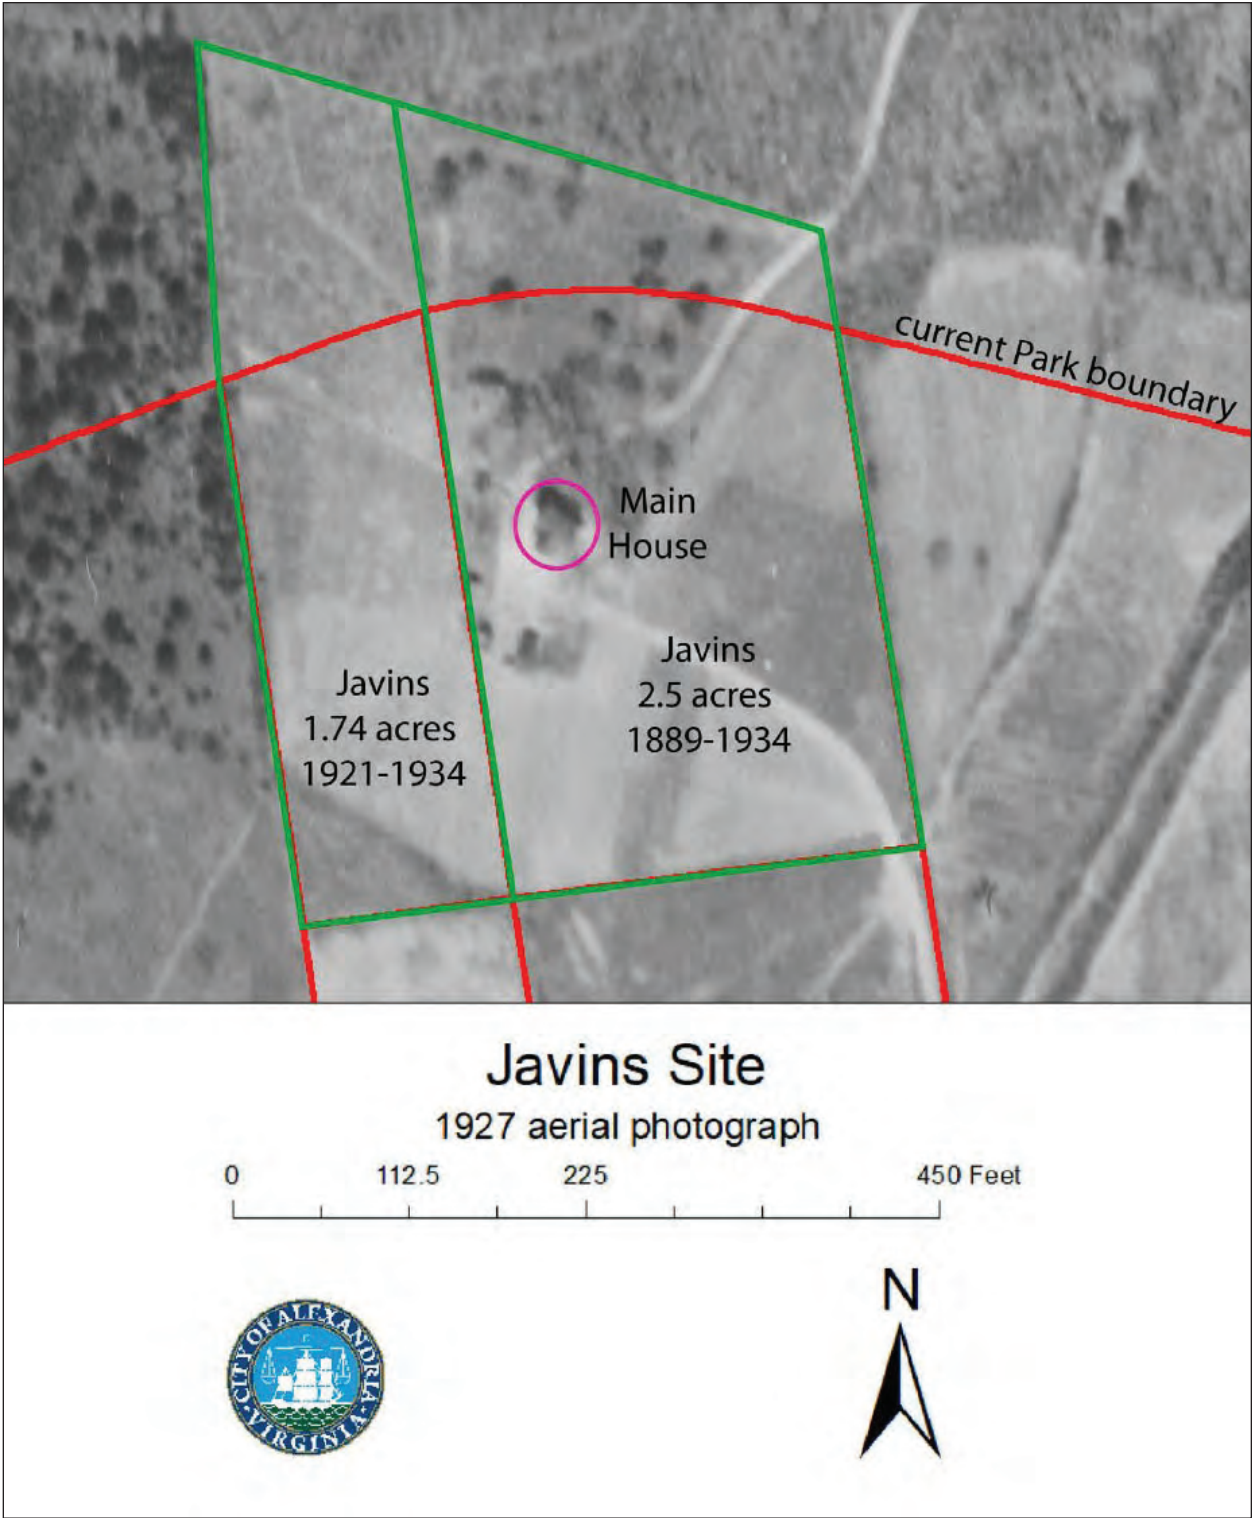 current Park boundary
Main
House
Javins
2.5 acres
1889-1934
Javins
1.74 acres
1921-1934
Javins Site
1927 aerial photograph
0 112.5 225 450 Feet
N
CITY OF ALEXANDRIA
VIRGINIA